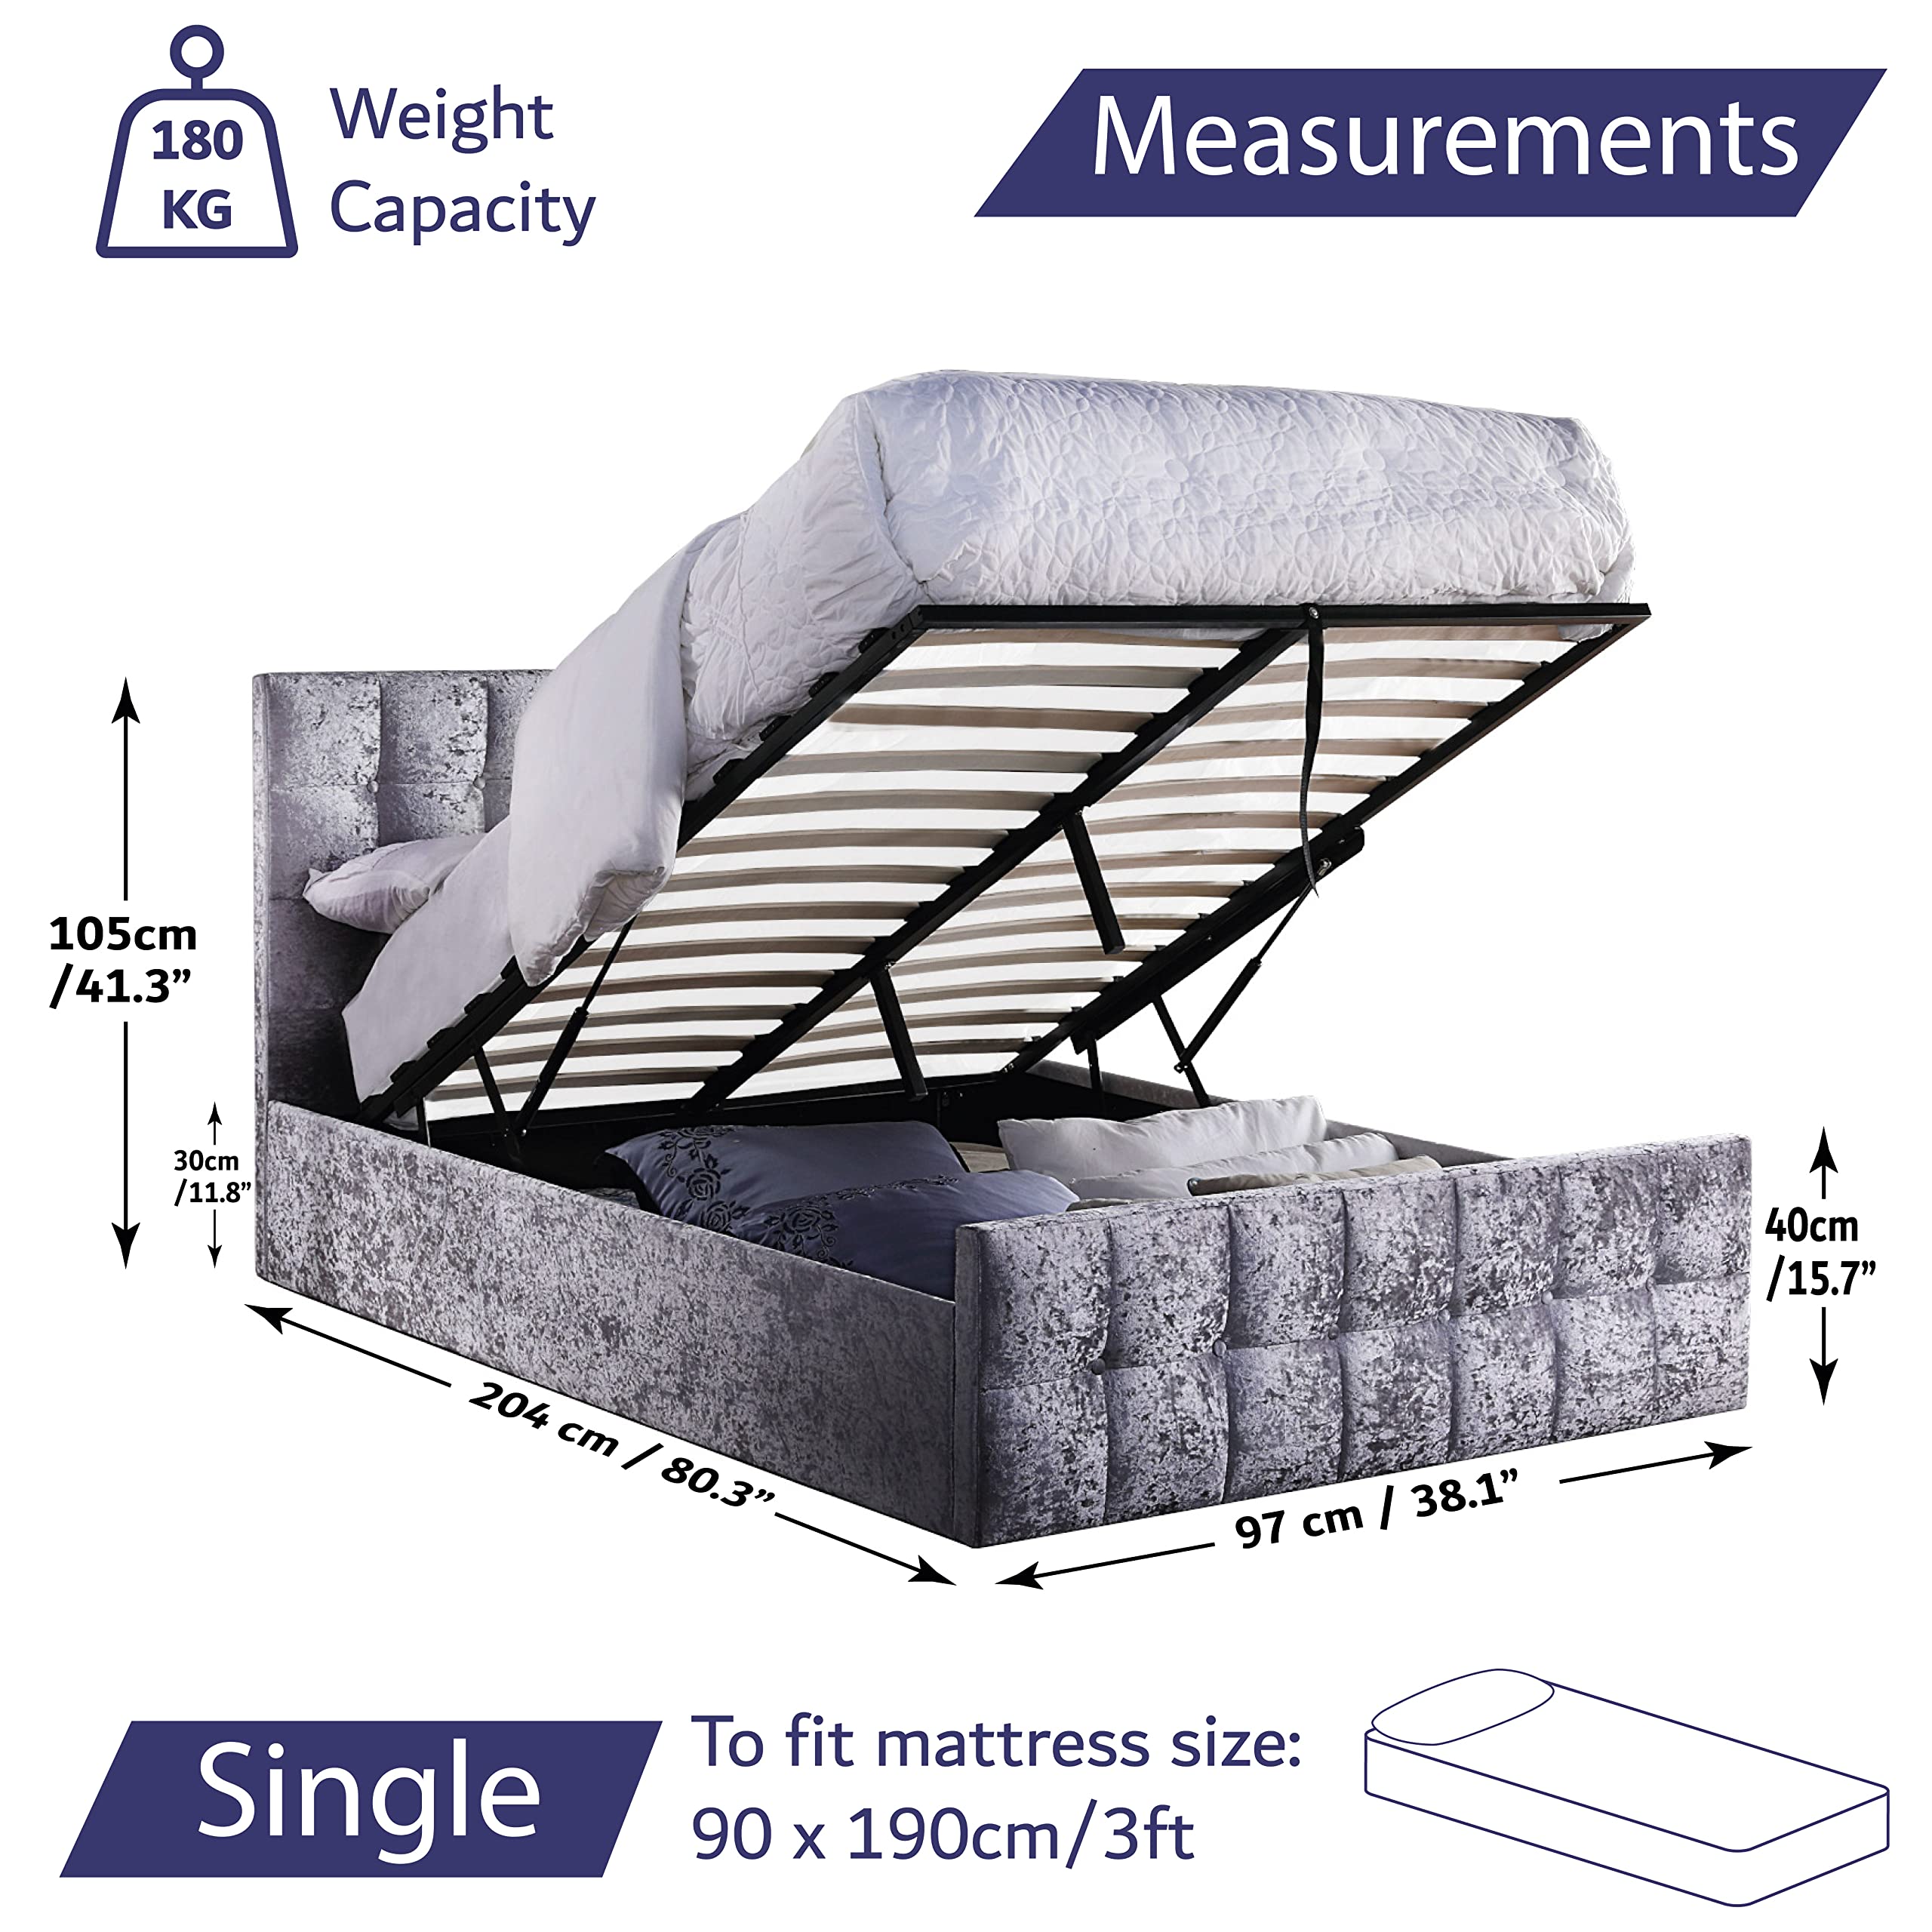 180
KG
Weight
Capacity
Measurements
105cm
/41.3”
30cm
/11.8”
40cm
/15.7”
204 cm / 80.3”
97 cm / 38.1”
Single
To fit mattress size:
90 x 190cm/3ft